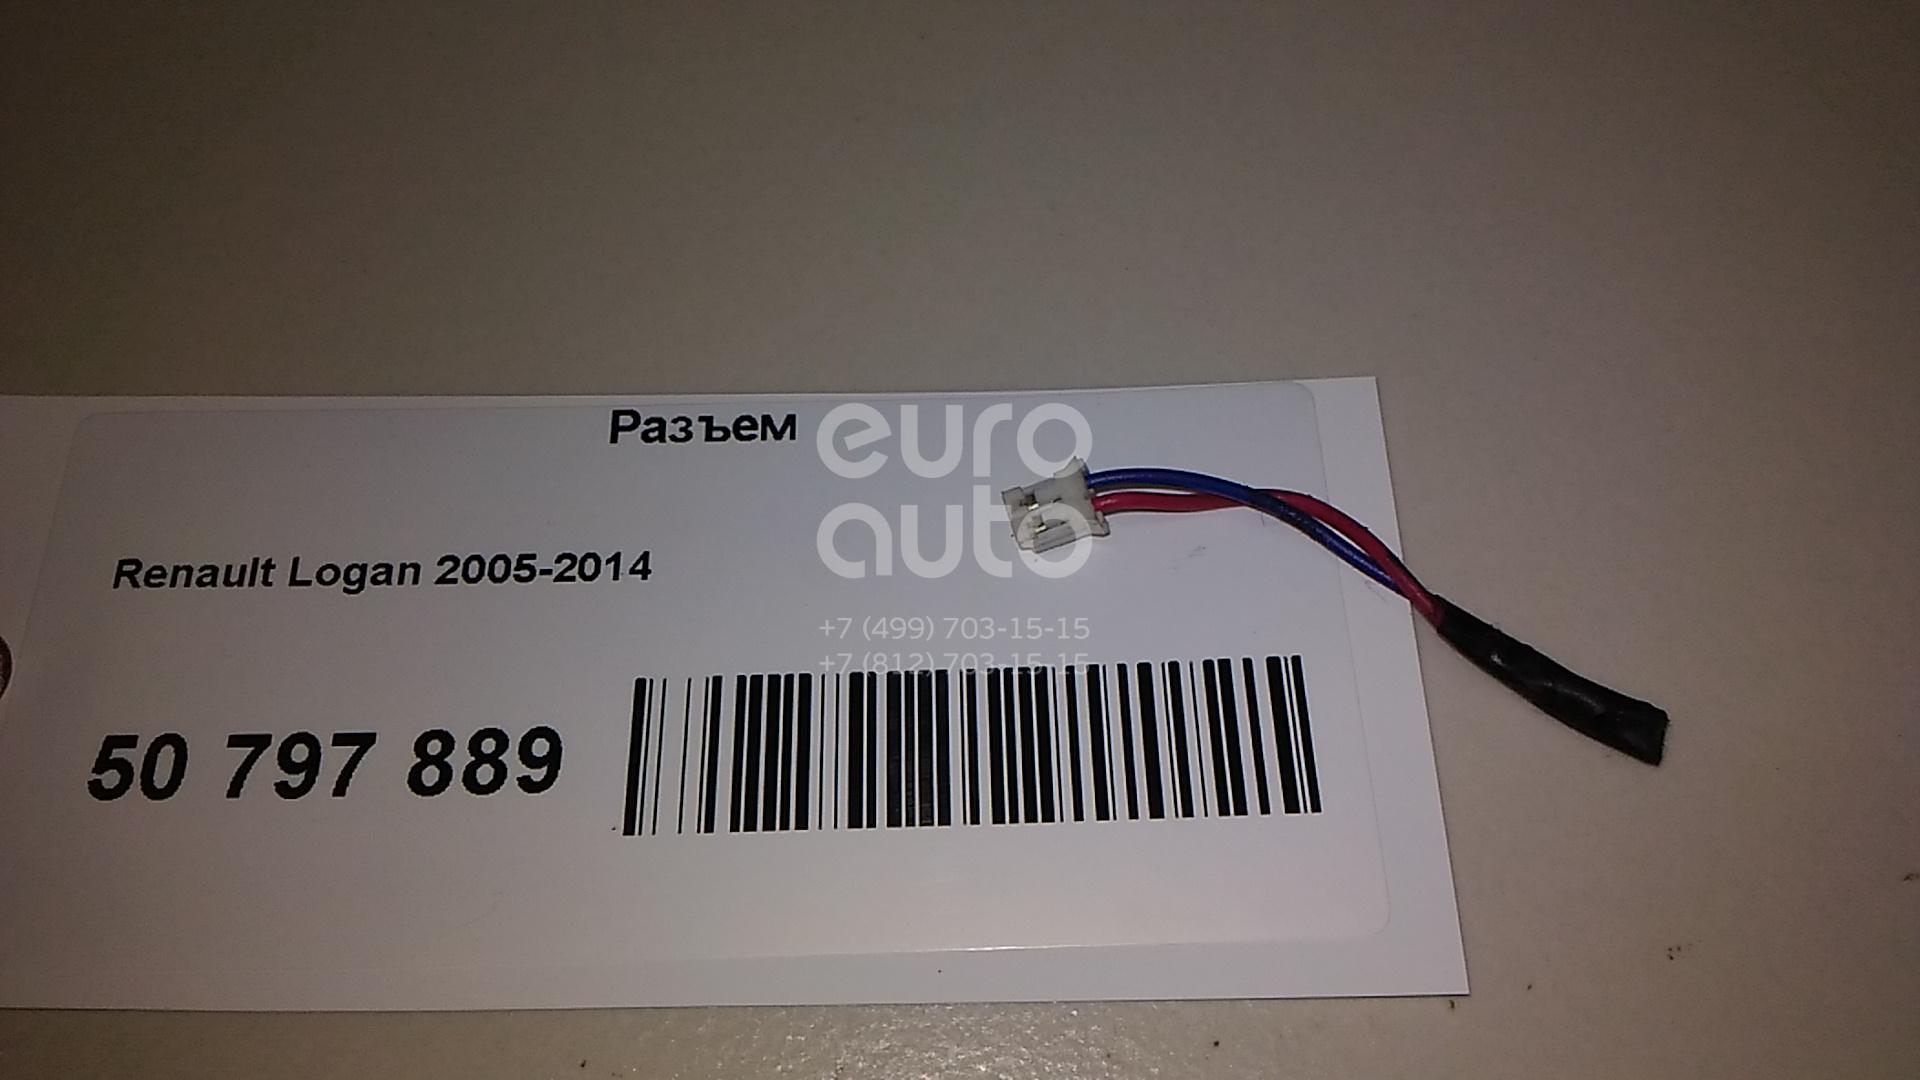 Разъем
euro
auto
Renault Logan 2005-2014
+7 (499) 703-15-15
+7 (812) 703-15-15
50 797 889